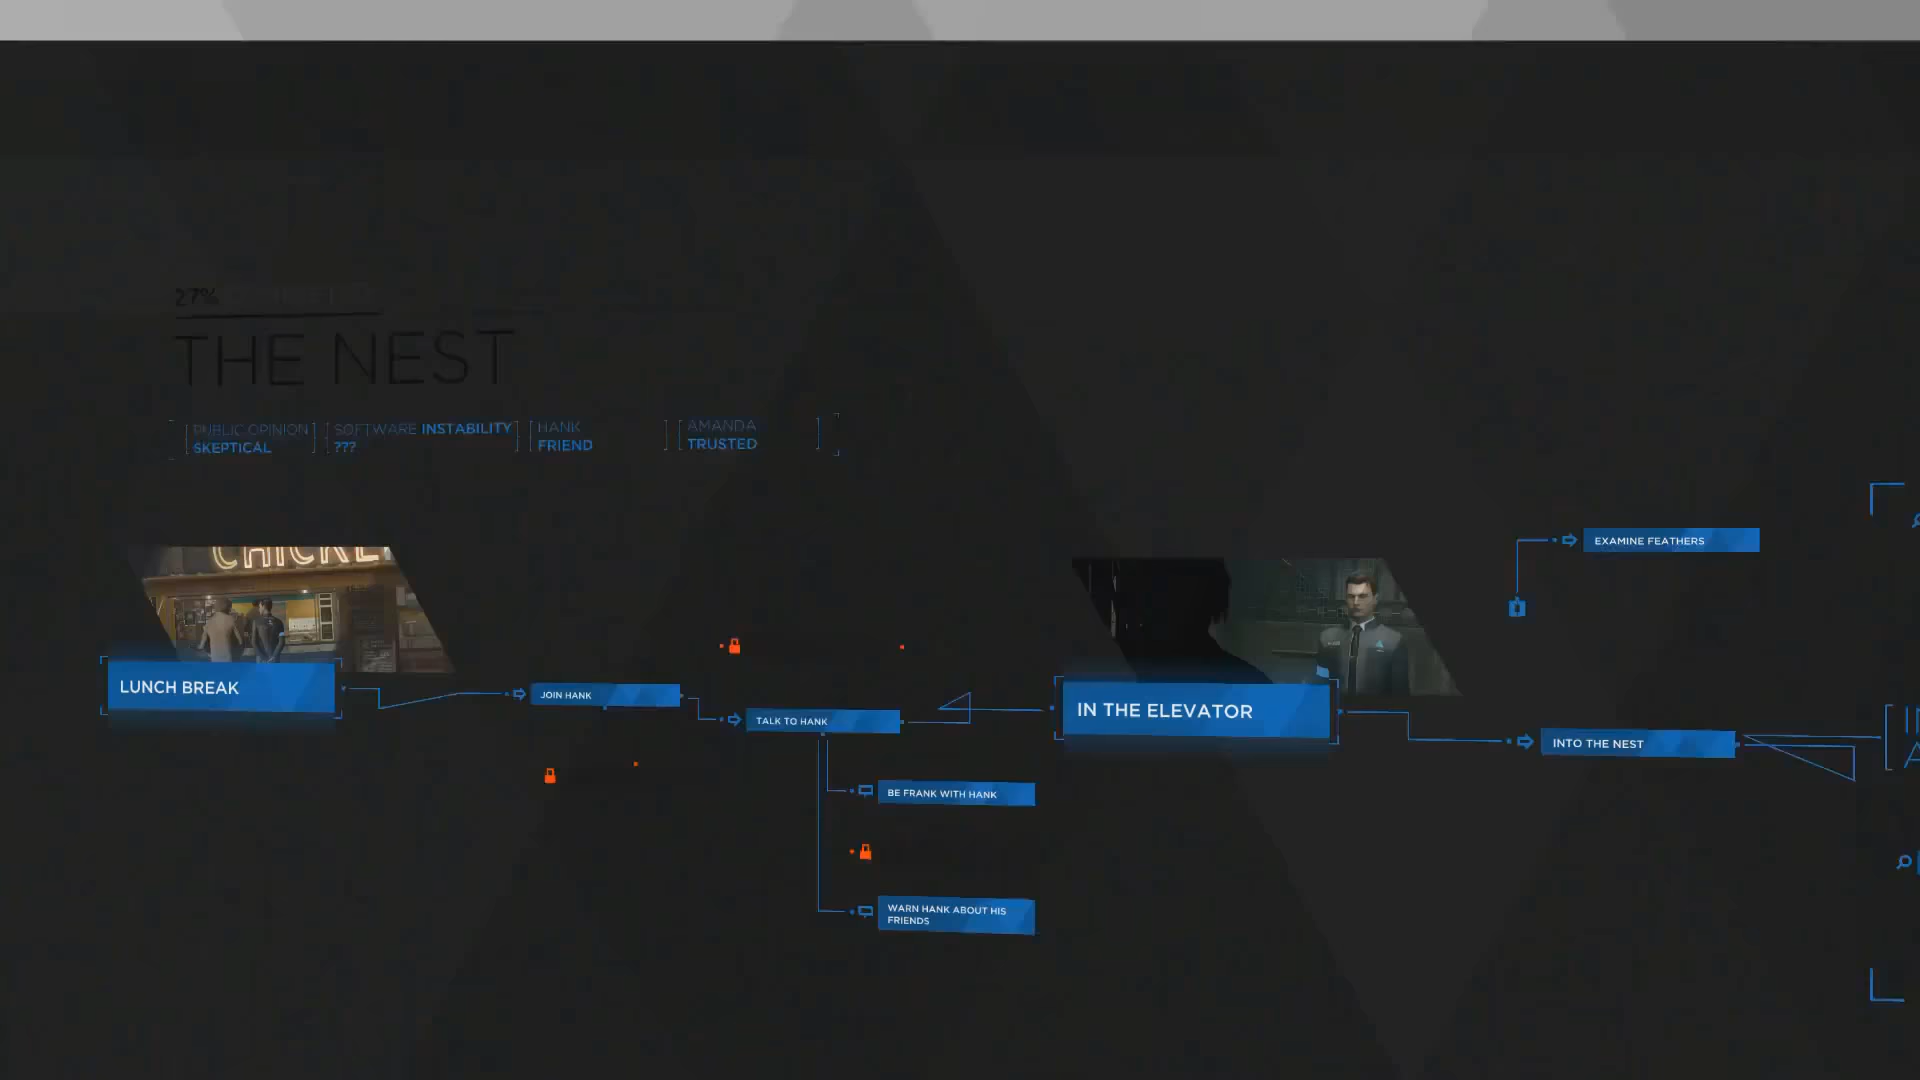 27%
THE NEST
PUBLIC OPINION
SKEPTICAL
SOFTWARE INSTABILITY
???
HANK
FRIEND
AMANDA
TRUSTED
EXAMINE FEATHERS
LUNCH BREAK
JOIN HANK
TALK TO HANK
IN THE ELEVATOR
INTO THE NEST
BE FRANK WITH HANK
WARN HANK ABOUT HIS
FRIENDS